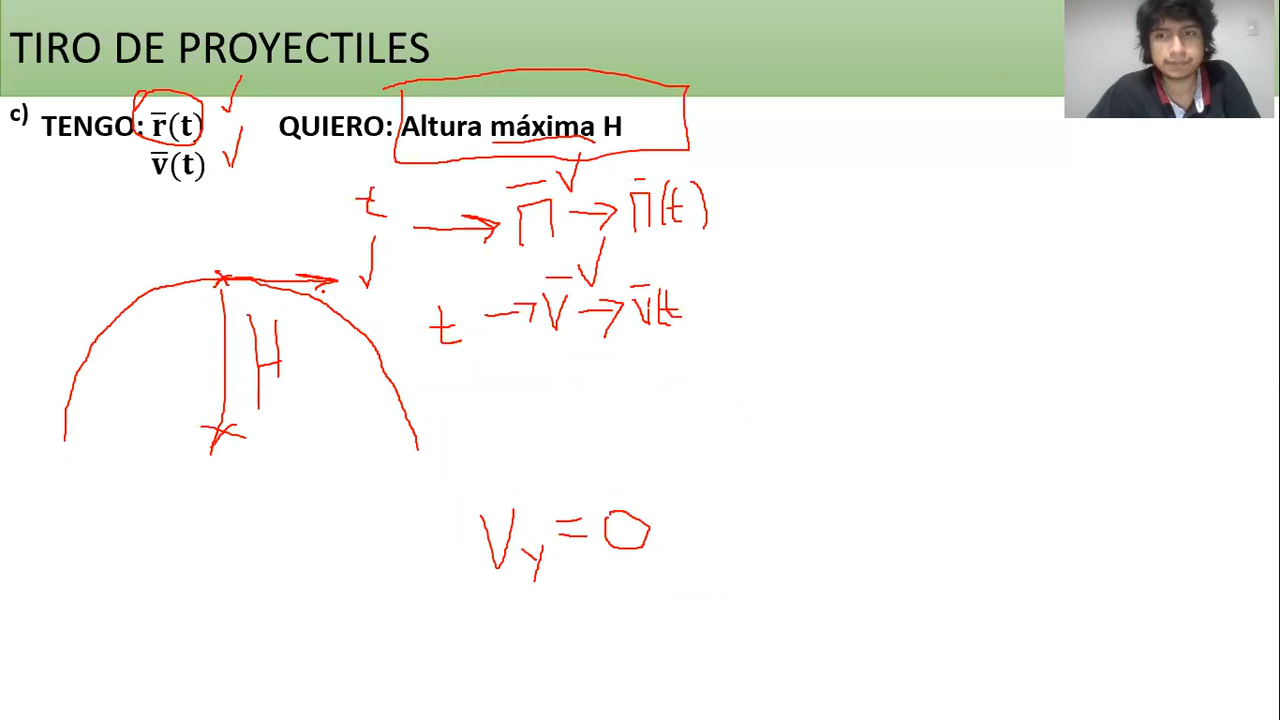 TIRO DE PROYECTILES
c) TENGO: r̅(t) QUIERO: Altura máxima H
v̅(t)
t → r̅ → r̅(t)
t → v̅ → v̅(t
H
Vy = 0